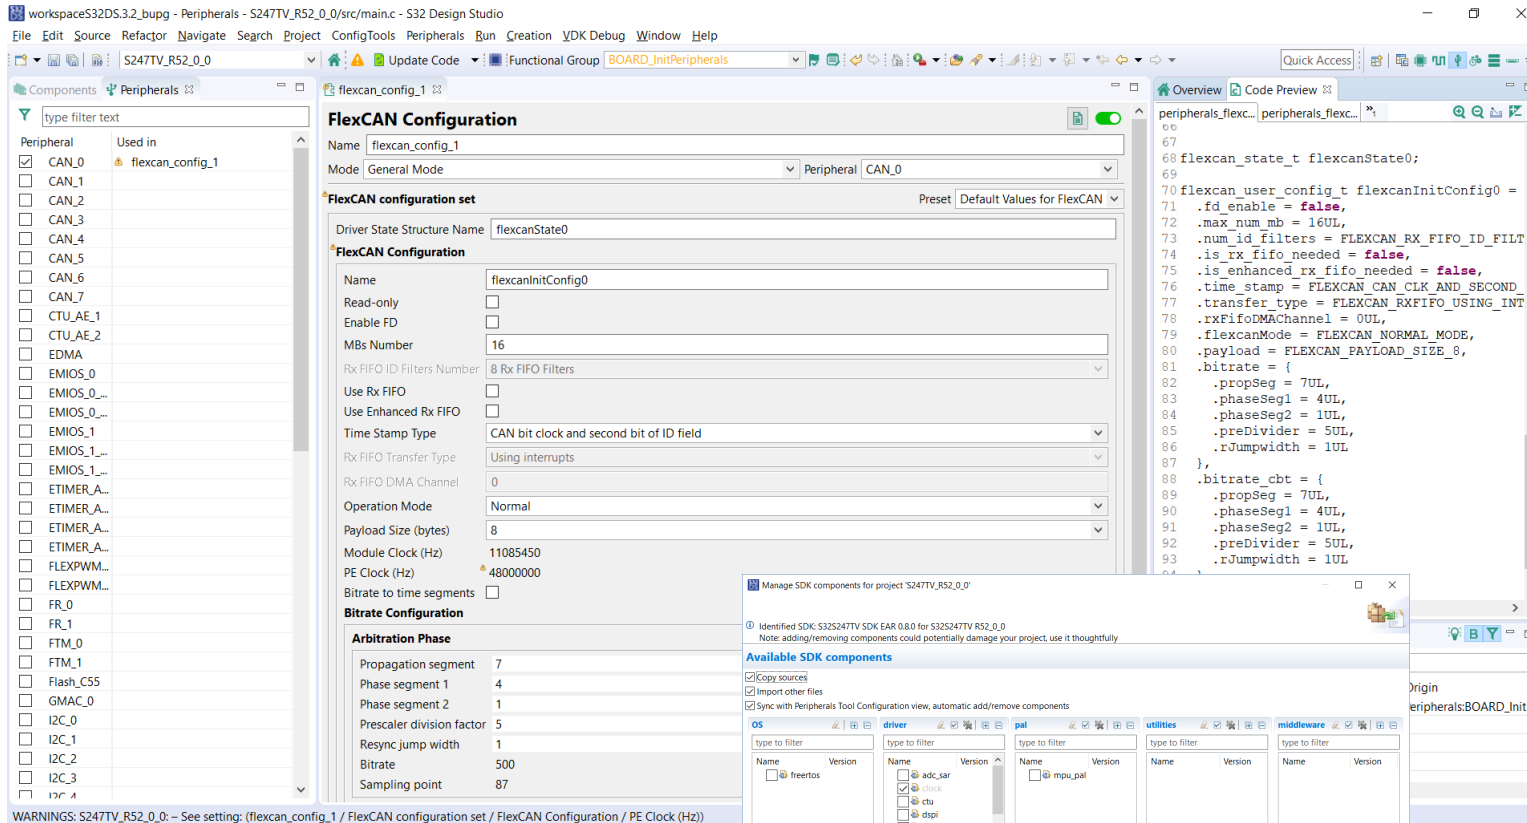 workspaceS32DS.3.2_bupg - Peripherals - S247TV_R52_0_0/src/main.c - S32 Design Studio
File Edit Source Refactor Navigate Search Project ConfigTools Peripherals Run Creation VDK Debug Window Help
S247TV_R52_0_0 Update Code Functional Group BOARD_InitPeripherals Quick Access
Components Peripherals
type filter text
Peripheral Used in
CAN_0 flexcan_config_1
CAN_1
CAN_2
CAN_3
CAN_4
CAN_5
CAN_6
CAN_7
CTU_AE_1
CTU_AE_2
EDMA
EMIOS_0
EMIOS_0_...
EMIOS_0_...
EMIOS_1
EMIOS_1_...
EMIOS_1_...
ETIMER_A...
ETIMER_A...
ETIMER_A...
ETIMER_A...
FLEXPWM...
FLEXPWM...
FR_0
FR_1
FTM_0
FTM_1
Flash_C55
GMAC_0
I2C_0
I2C_1
I2C_2
I2C_3
I2C_4
flexcan_config_1
FlexCAN Configuration
Name flexcan_config_1
Mode General Mode Peripheral CAN_0
FlexCAN configuration set Preset Default Values for FlexCAN
Driver State Structure Name flexcanState0
FlexCAN Configuration
Name flexcanInitConfig0
Read-only
Enable FD
MBs Number 16
Rx FIFO ID Filters Number 8 Rx FIFO Filters
Use Rx FIFO
Use Enhanced Rx FIFO
Time Stamp Type CAN bit clock and second bit of ID field
Rx FIFO Transfer Type Using interrupts
Rx FIFO DMA Channel 0
Operation Mode Normal
Payload Size (bytes) 8
Module Clock (Hz) 11085450
PE Clock (Hz) 48000000
Bitrate to time segments
Bitrate Configuration
Arbitration Phase
Propagation segment 7
Phase segment 1 4
Phase segment 2 1
Prescaler division factor 5
Resync jump width 1
Bitrate 500
Sampling point 87
Overview Code Preview
peripherals_flexc... peripherals_flexc... »1
66
67
68 flexcan_state_t flexcanState0;
69
70 flexcan_user_config_t flexcanInitConfig0 =
71 .fd_enable = false,
72 .max_num_mb = 16UL,
73 .num_id_filters = FLEXCAN_RX_FIFO_ID_FILT
74 .is_rx_fifo_needed = false,
75 .is_enhanced_rx_fifo_needed = false,
76 .time_stamp = FLEXCAN_CAN_CLK_AND_SECOND_
77 .transfer_type = FLEXCAN_RXFIFO_USING_INT
78 .rxFifoDMAChannel = 0UL,
79 .flexcanMode = FLEXCAN_NORMAL_MODE,
80 .payload = FLEXCAN_PAYLOAD_SIZE_8,
81 .bitrate = {
82 .propSeg = 7UL,
83 .phaseSeg1 = 4UL,
84 .phaseSeg2 = 1UL,
85 .preDivider = 5UL,
86 .rJumpwidth = 1UL
87 },
88 .bitrate_cbt = {
89 .propSeg = 7UL,
90 .phaseSeg1 = 4UL,
91 .phaseSeg2 = 1UL,
92 .preDivider = 5UL,
93 .rJumpwidth = 1UL
Manage SDK components for project 'S247TV_R52_0_0'
Identified SDK: S32S247TV SDK EAR 0.8.0 for S32S247TV R52_0_0
Note: adding/removing components could potentially damage your project, use it thoughtfully
Available SDK components
Copy sources
Import other files
Sync with Peripherals Tool Configuration view, automatic add/remove components
OS driver pal utilities middleware
type to filter type to filter type to filter type to filter type to filter
Name Version Name Version Name Version Name Version Name Version
freertos adc_sar mpu_pal
clock
ctu
dspi
B
Origin
eripherals:BOARD_Init
WARNINGS: S247TV_R52_0_0: – See setting: (flexcan_config_1 / FlexCAN configuration set / FlexCAN Configuration / PE Clock (Hz))